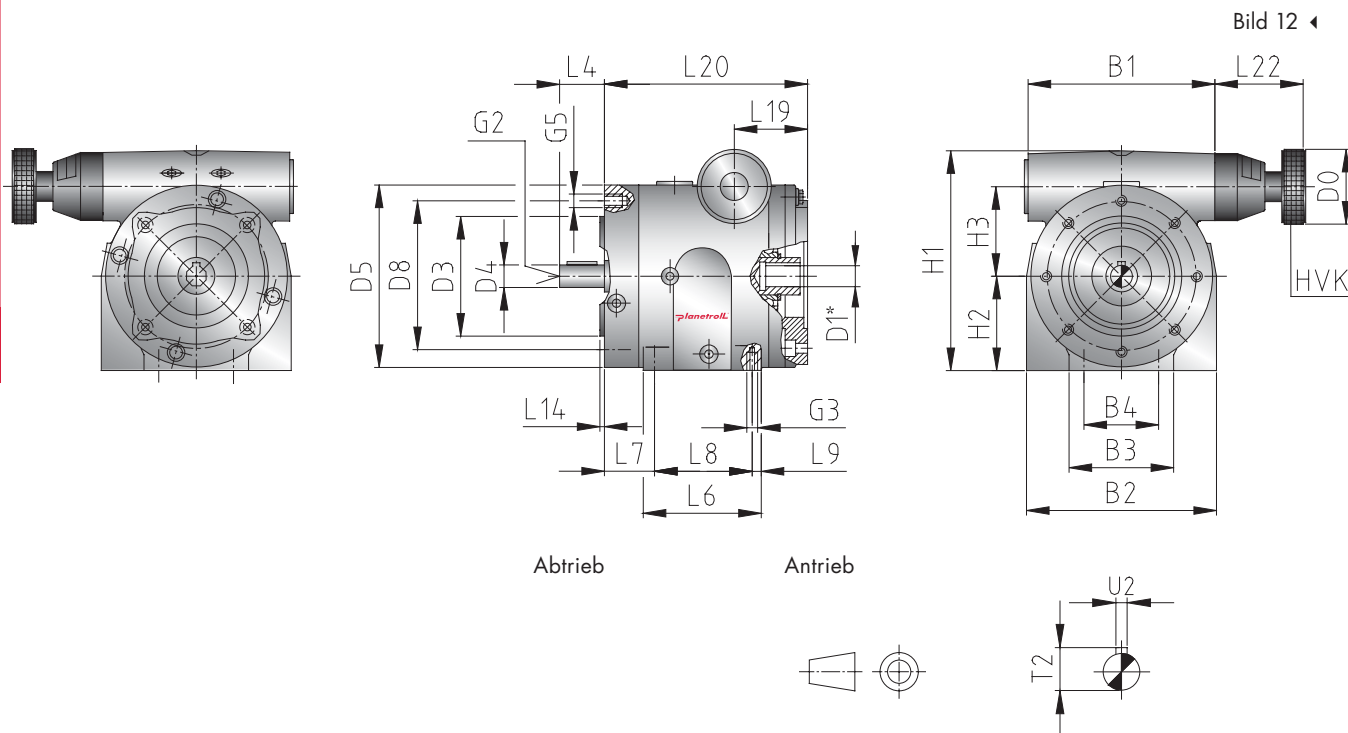 Bild 12
L4
L20
B1
L22
L19
G2
G5
D5
D8
D3
D4
D1*
planetroll
H1
H3
H2
D0
HVK
L14
G3
L7
L8
L9
L6
B4
B3
B2
Abtrieb
Antrieb
U2
T2